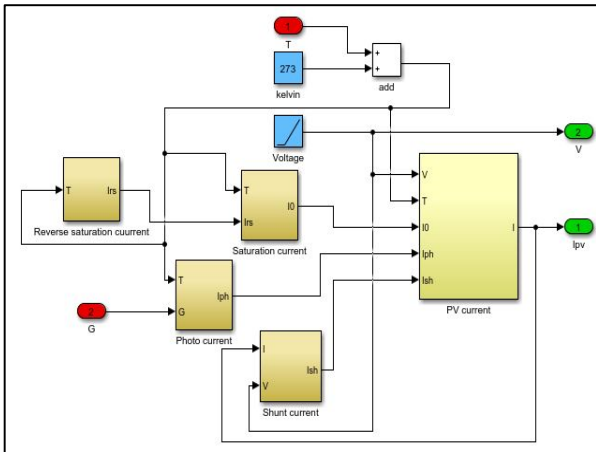 1
T
273
kelvin
+
+
add
Voltage
2
V
T
Irs
Reverse saturation cuurrent
T
Irs
I0
Saturation current
V
T
I0
Iph
Ish
I
PV current
1
Ipv
2
G
T
G
Iph
Photo current
I
V
Ish
Shunt current